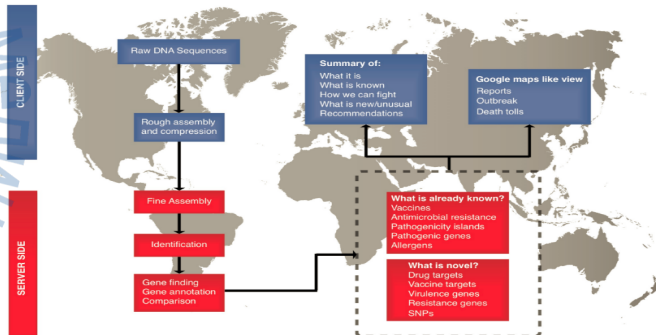 CLIENT SIDE
Raw DNA Sequences
Rough assembly
and compression
Summary of:
What it is
What is known
How we can fight
What is new/unusual
Recommendations
Google maps like view
Reports
Outbreak
Death tolls
SERVER SIDE
Fine Assembly
Identification
Gene finding
Gene annotation
Comparison
What is already known?
Vaccines
Antimicrobial resistance
Pathogenicity islands
Pathogenic genes
Allergens
What is novel?
Drug targets
Vaccine targets
Virulence genes
Resistance genes
SNPs